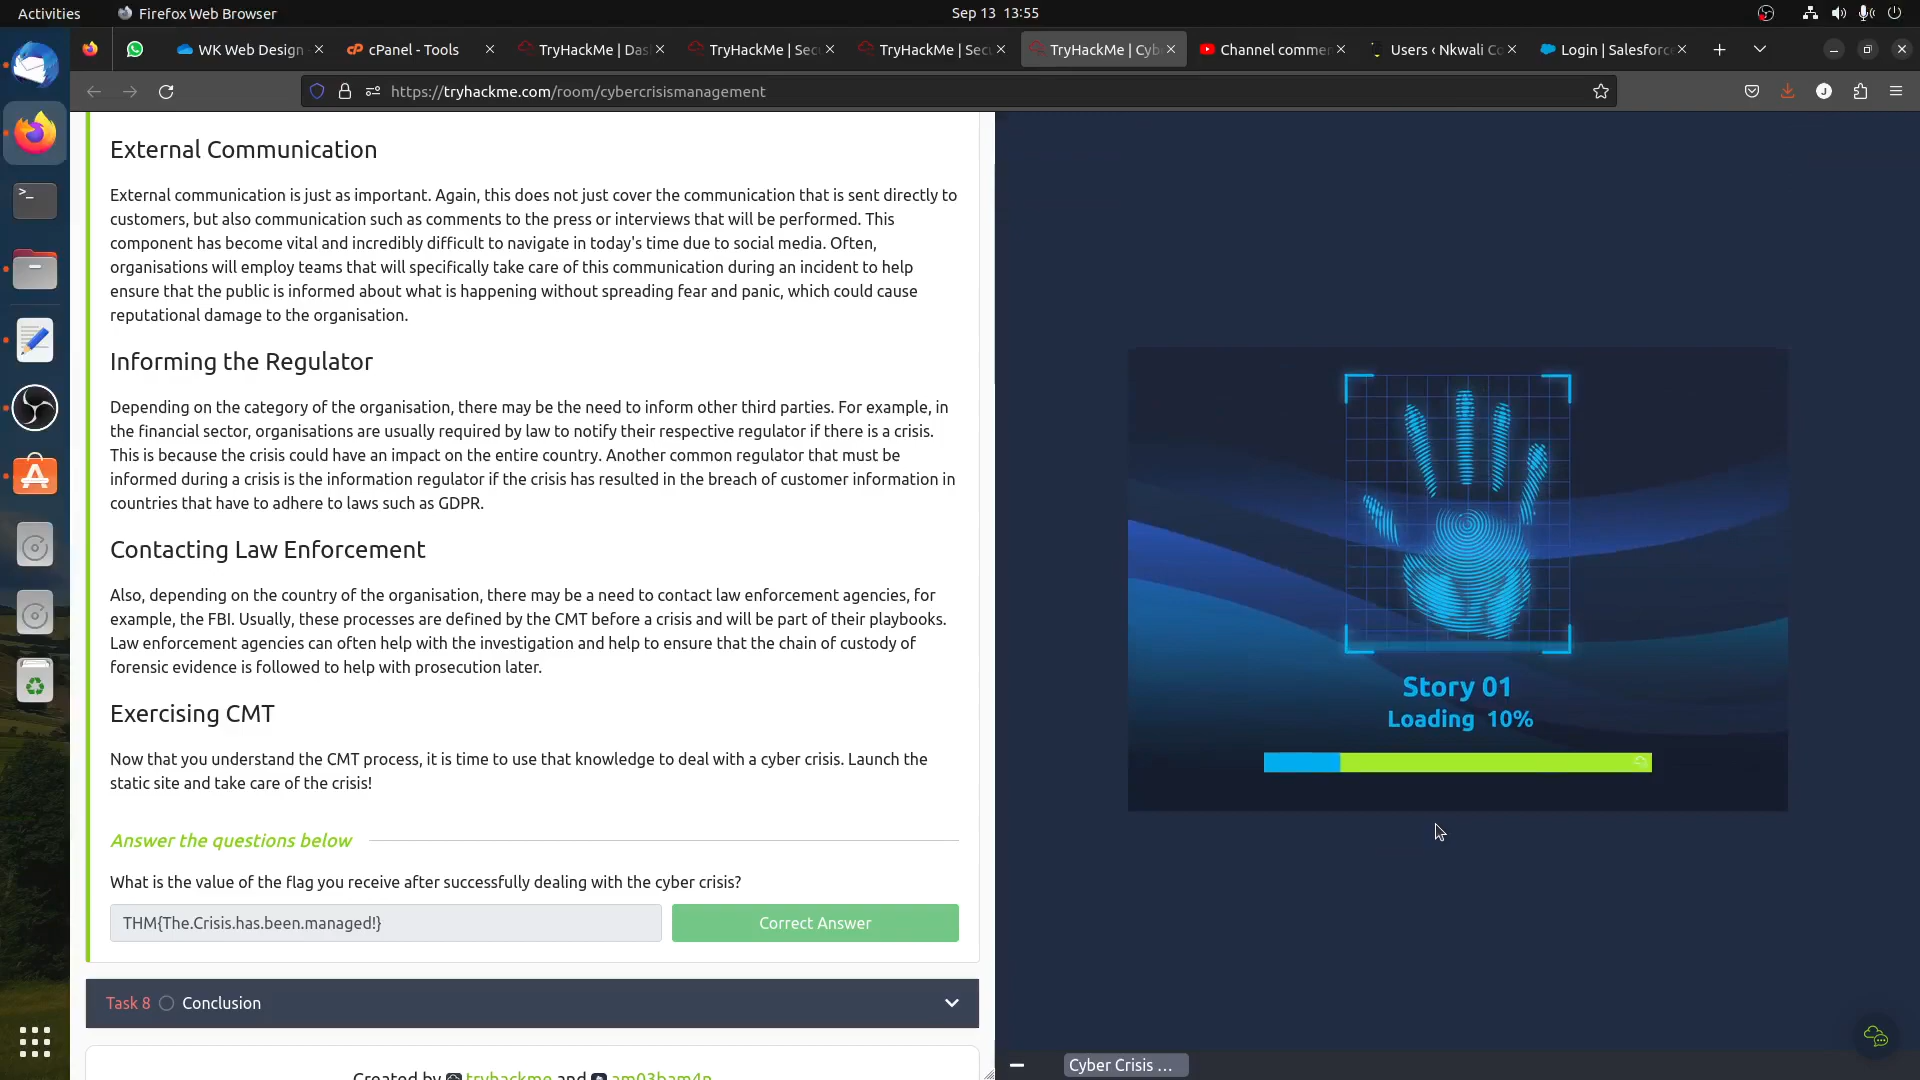 Activities
Firefox Web Browser
Sep 13 13:55
WK Web Design
cPanel - Tools
TryHackMe | Das
TryHackMe | Secu
TryHackMe | Secu
TryHackMe | Cyb
Channel commen
Users ‹ Nkwali Co
Login | Salesforce
https://tryhackme.com/room/cybercrisismanagement
External Communication
External communication is just as important. Again, this does not just cover the communication that is sent directly to
customers, but also communication such as comments to the press or interviews that will be performed. This
component has become vital and incredibly difficult to navigate in today's time due to social media. Often,
organisations will employ teams that will specifically take care of this communication during an incident to help
ensure that the public is informed about what is happening without spreading fear and panic, which could cause
reputational damage to the organisation.
Informing the Regulator
Depending on the category of the organisation, there may be the need to inform other third parties. For example, in
the financial sector, organisations are usually required by law to notify their respective regulator if there is a crisis.
This is because the crisis could have an impact on the entire country. Another common regulator that must be
informed during a crisis is the information regulator if the crisis has resulted in the breach of customer information in
countries that have to adhere to laws such as GDPR.
Contacting Law Enforcement
Also, depending on the country of the organisation, there may be a need to contact law enforcement agencies, for
example, the FBI. Usually, these processes are defined by the CMT before a crisis and will be part of their playbooks.
Law enforcement agencies can often help with the investigation and help to ensure that the chain of custody of
forensic evidence is followed to help with prosecution later.
Exercising CMT
Now that you understand the CMT process, it is time to use that knowledge to deal with a cyber crisis. Launch the
static site and take care of the crisis!
Answer the questions below
What is the value of the flag you receive after successfully dealing with the cyber crisis?
THM{The.Crisis.has.been.managed!}
Correct Answer
Task 8 Conclusion
Created by tryhackme and am03bam4n
Story 01
Loading 10%
Cyber Crisis ...